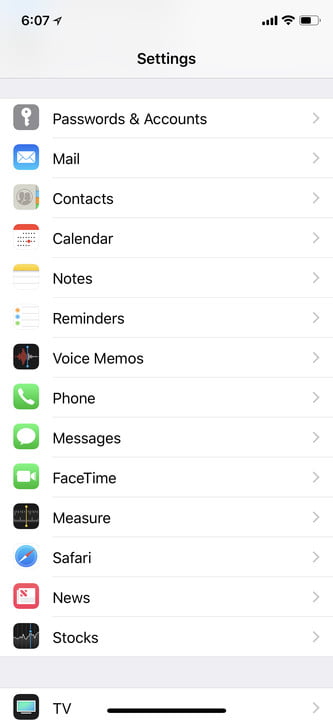 6:07
Settings
Passwords & Accounts
Mail
Contacts
Calendar
Notes
Reminders
Voice Memos
Phone
Messages
FaceTime
Measure
Safari
News
Stocks
TV